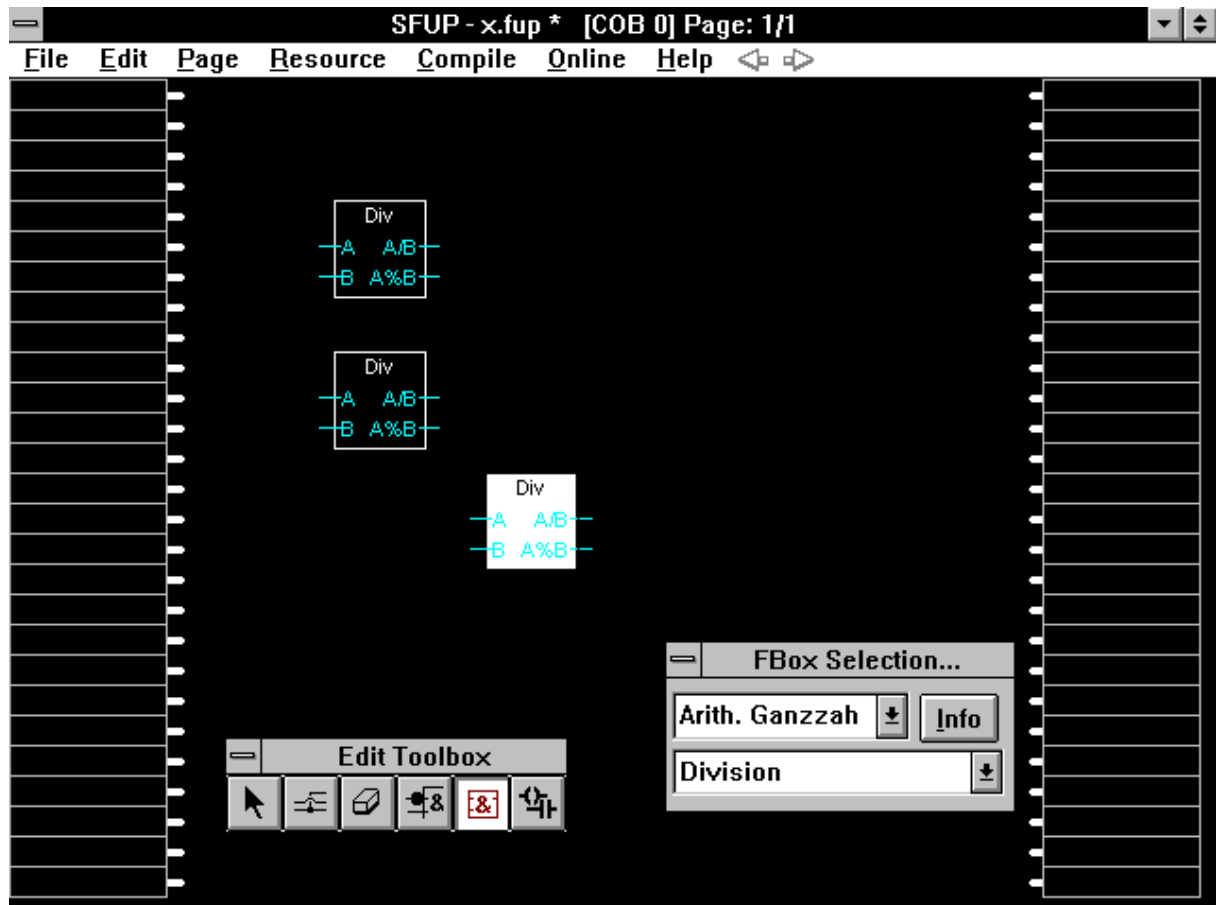 SFUP - x.fup * [COB 0] Page: 1/1
File Edit Page Resource Compile Online Help
Div
A A/B
B A%B
Div
A A/B
B A%B
Div
A A/B
B A%B
FBox Selection...
Arith. Ganzzah Info
Division
Edit Toolbox
& &